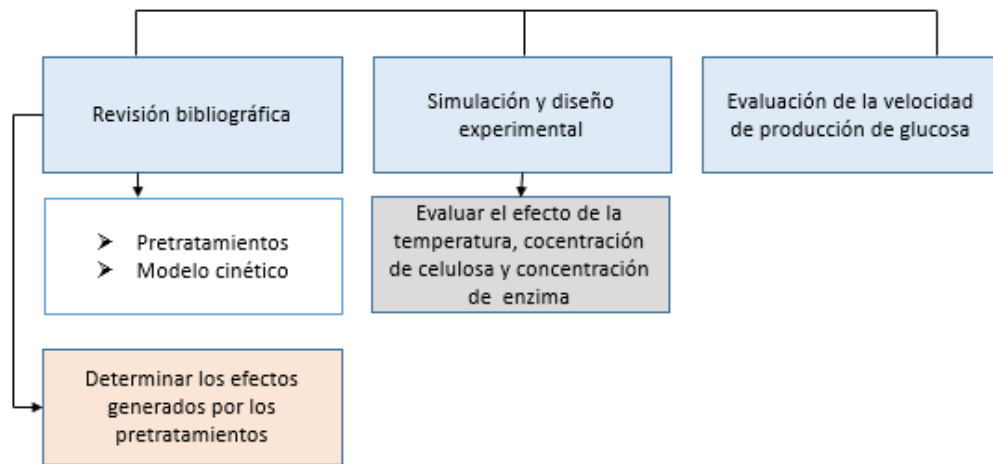 Revisión bibliográfica
Simulación y diseño
experimental
Evaluación de la velocidad
de producción de glucosa
Pretratamientos
Modelo cinético
Evaluar el efecto de la
temperatura, cocentración
de celulosa y concentración
de enzima
Determinar los efectos
generados por los
pretratamientos